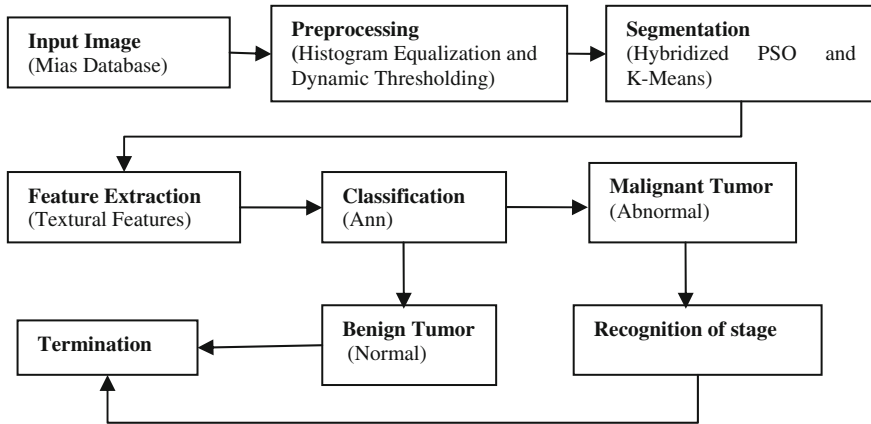 Input Image
(Mias Database)
Preprocessing
(Histogram Equalization and
Dynamic Thresholding)
Segmentation
(Hybridized PSO and
K-Means)
Feature Extraction
(Textural Features)
Classification
(Ann)
Malignant Tumor
(Abnormal)
Termination
Benign Tumor
(Normal)
Recognition of stage